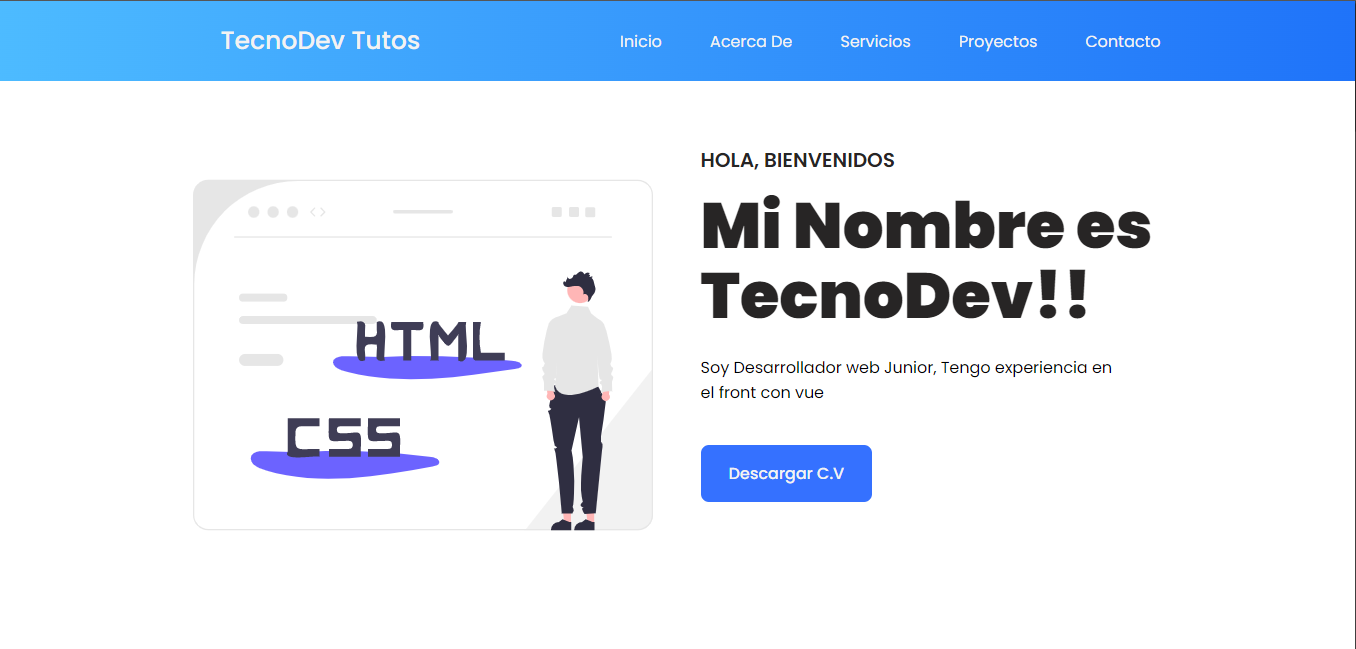 TecnoDev Tutos
Inicio
Acerca De
Servicios
Proyectos
Contacto
HTML
CSS
HOLA, BIENVENIDOS
Mi Nombre es
TecnoDev!!
Soy Desarrollador web Junior, Tengo experiencia en
el front con vue
Descargar C.V